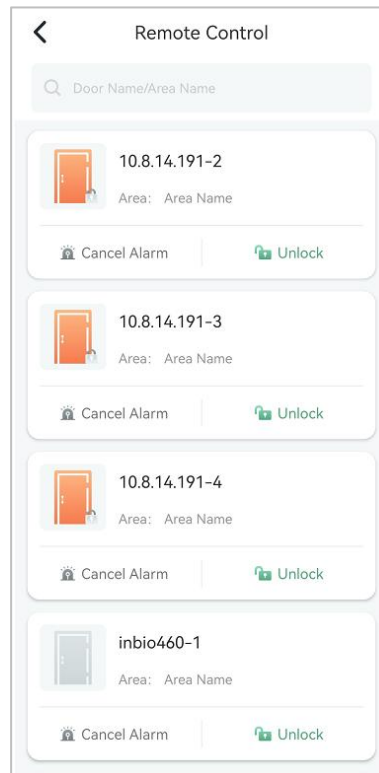 Remote Control
Door Name/Area Name
10.8.14.191-2
Area: Area Name
Cancel Alarm Unlock
10.8.14.191-3
Area: Area Name
Cancel Alarm Unlock
10.8.14.191-4
Area: Area Name
Cancel Alarm Unlock
inbio460-1
Area: Area Name
Cancel Alarm Unlock